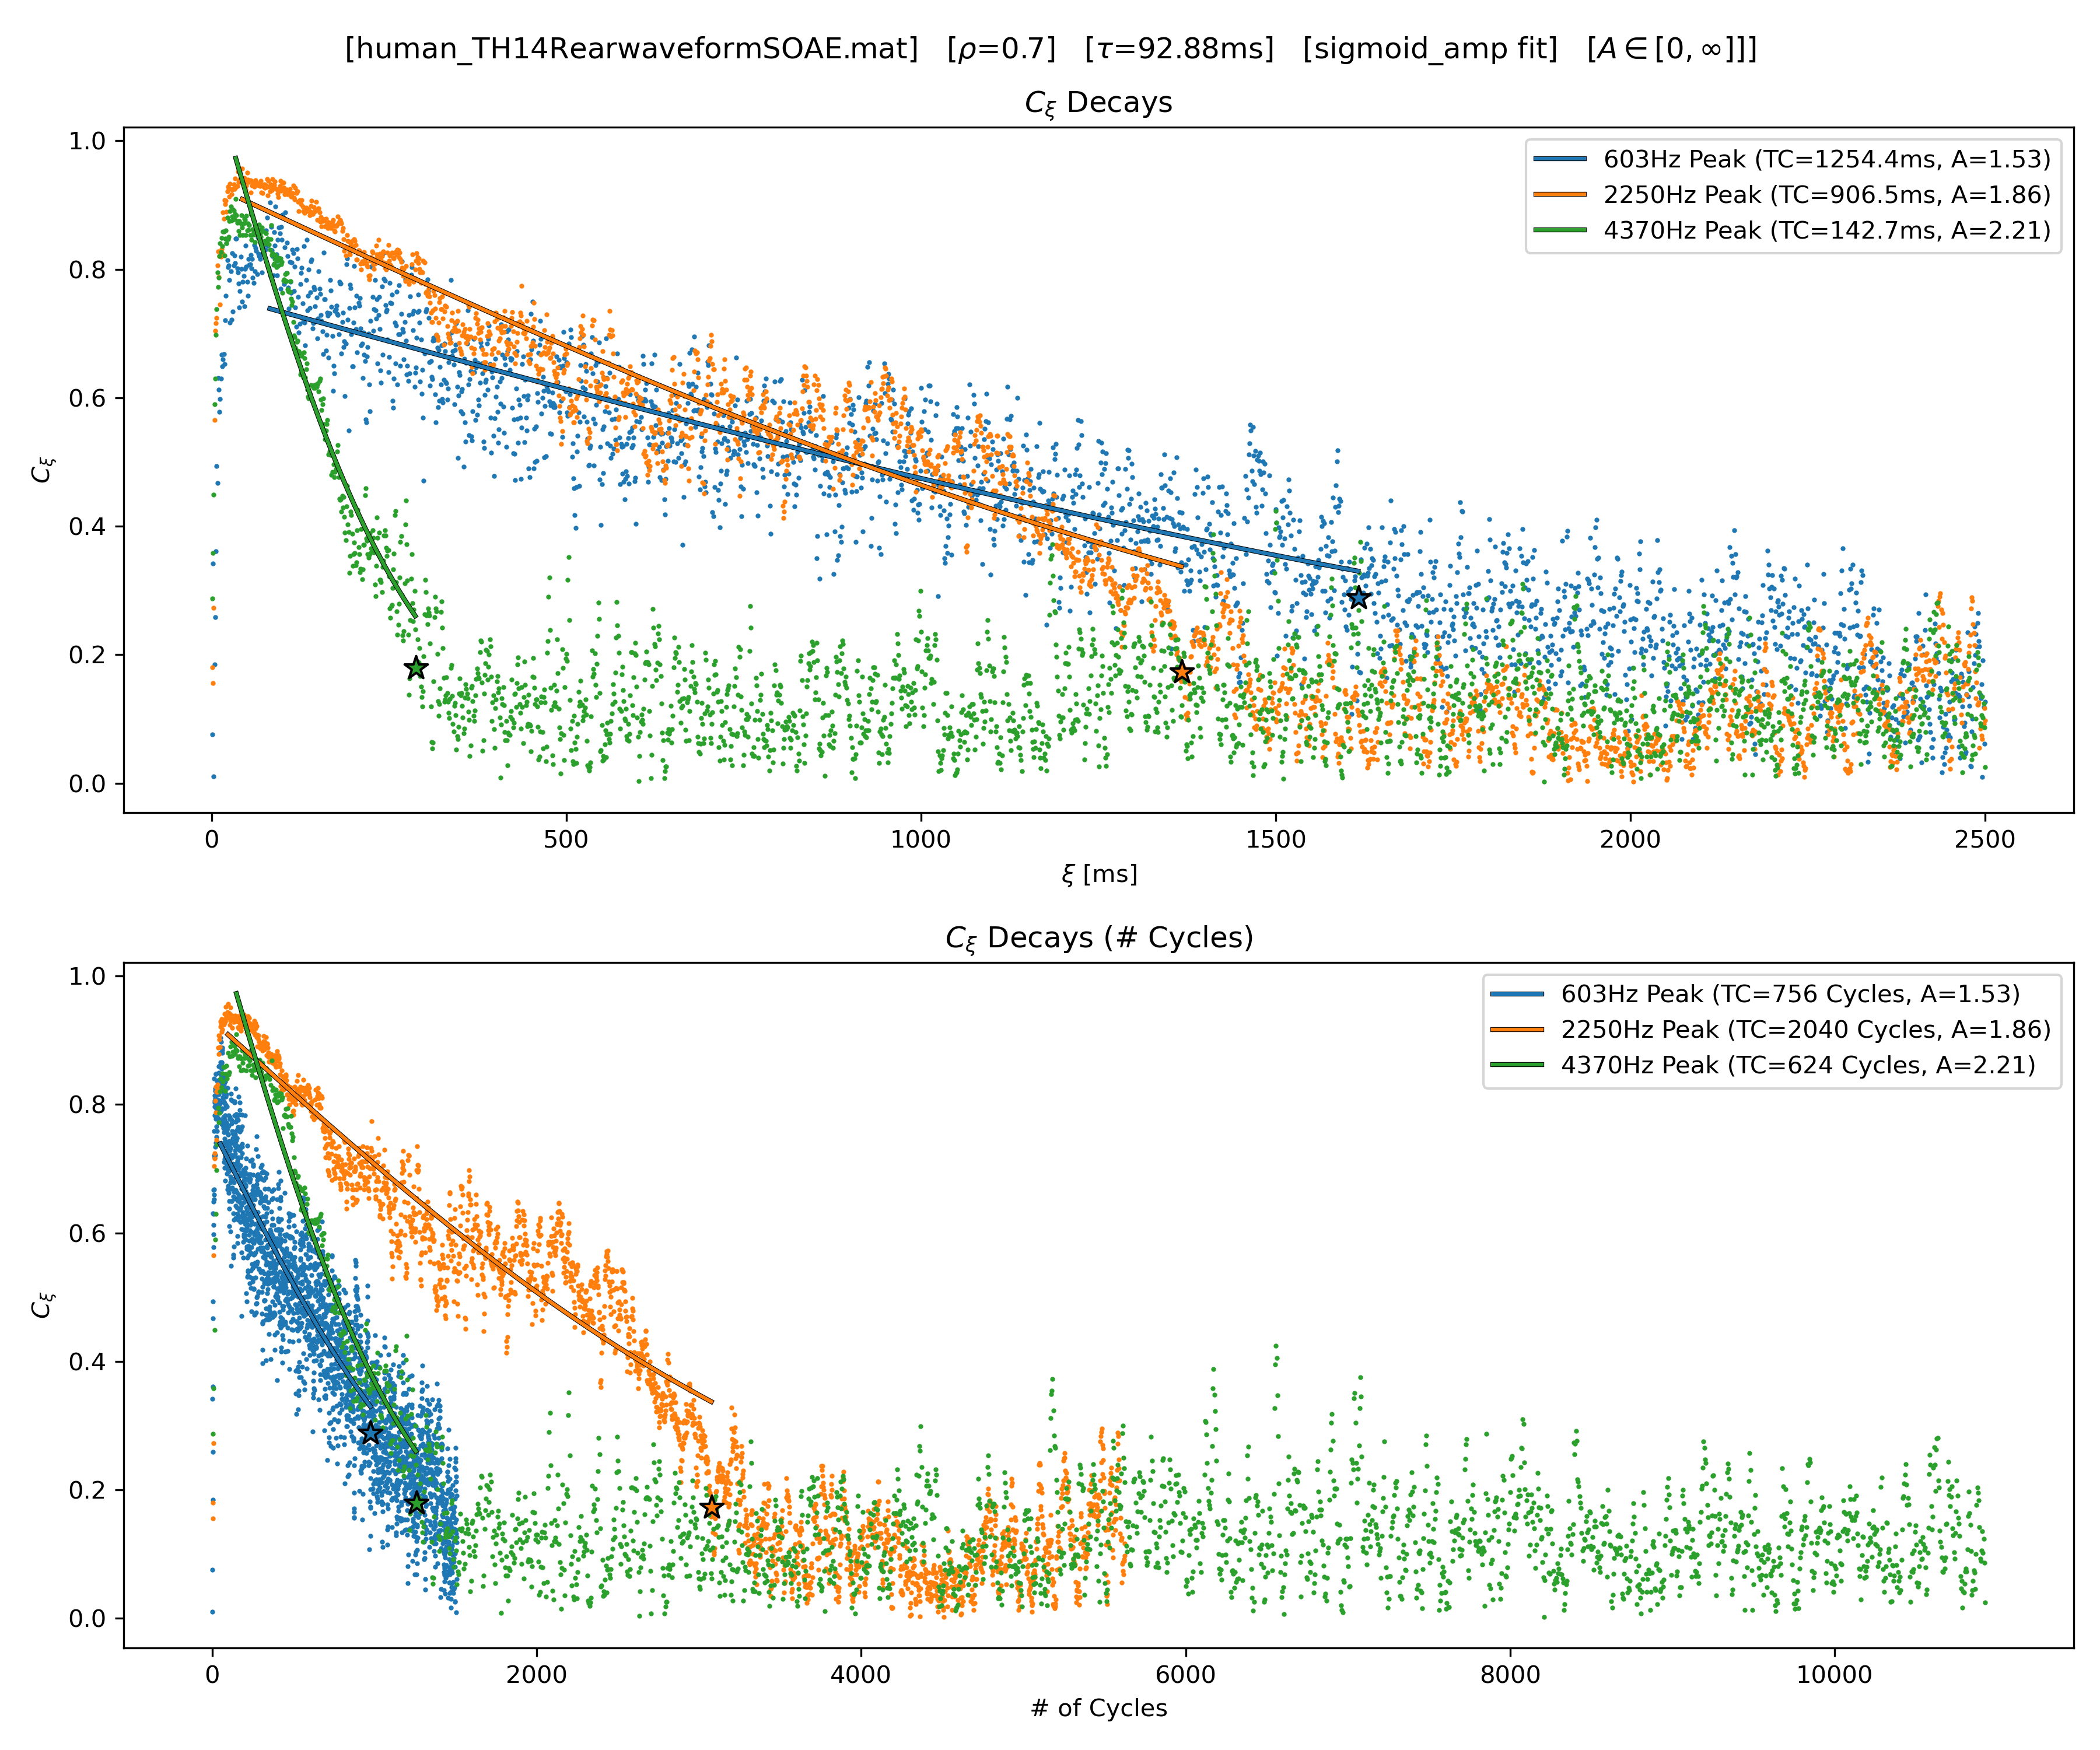 [human_TH14RearwaveformSOAE.mat] [ρ=0.7] [τ=92.88ms] [sigmoid_amp fit] [A ∈ [0, ∞]]]
C_ξ Decays
1.0
0.8
0.6
0.4
0.2
0.0
C_ξ
603Hz Peak (TC=1254.4ms, A=1.53)
2250Hz Peak (TC=906.5ms, A=1.86)
4370Hz Peak (TC=142.7ms, A=2.21)
0 500 1000 1500 2000 2500
ξ [ms]
C_ξ Decays (# Cycles)
1.0
0.8
0.6
0.4
0.2
0.0
C_ξ
603Hz Peak (TC=756 Cycles, A=1.53)
2250Hz Peak (TC=2040 Cycles, A=1.86)
4370Hz Peak (TC=624 Cycles, A=2.21)
0 2000 4000 6000 8000 10000
# of Cycles